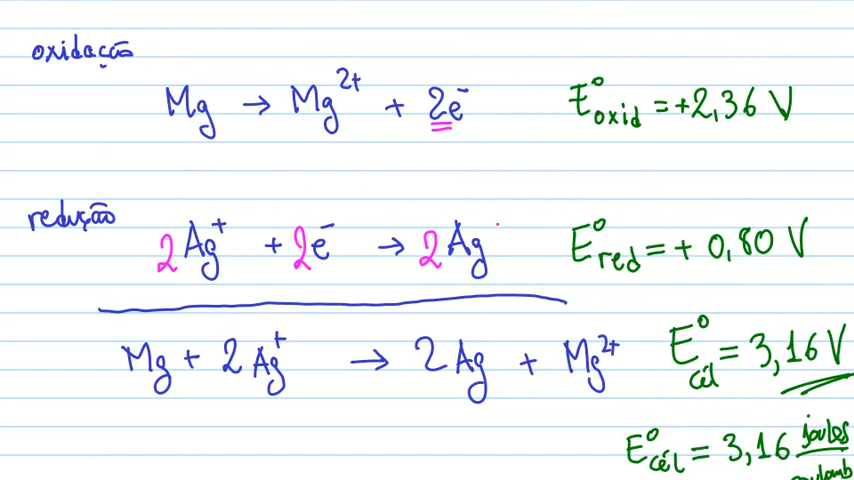 oxidação
Mg → Mg²⁺ + 2e⁻ E°oxid = +2,36 V
redução
2Ag⁺ + 2e⁻ → 2Ag E°red = + 0,80 V
Mg + 2Ag⁺ → 2Ag + Mg²⁺ E°cél = 3,16 V
E°cél = 3,16 joules